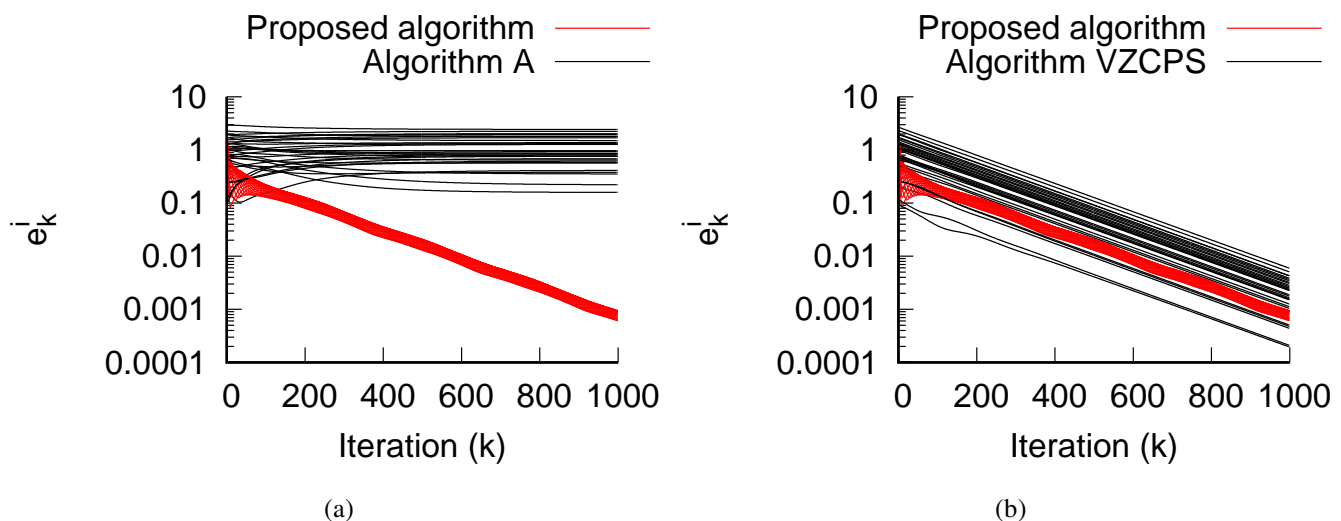 Proposed algorithm
Algorithm A
10
1
0.1
0.01
0.001
0.0001
0 200 400 600 800 1000
e_k^i
Iteration (k)
(a)
Proposed algorithm
Algorithm VZCPS
10
1
0.1
0.01
0.001
0.0001
0 200 400 600 800 1000
e_k^i
Iteration (k)
(b)